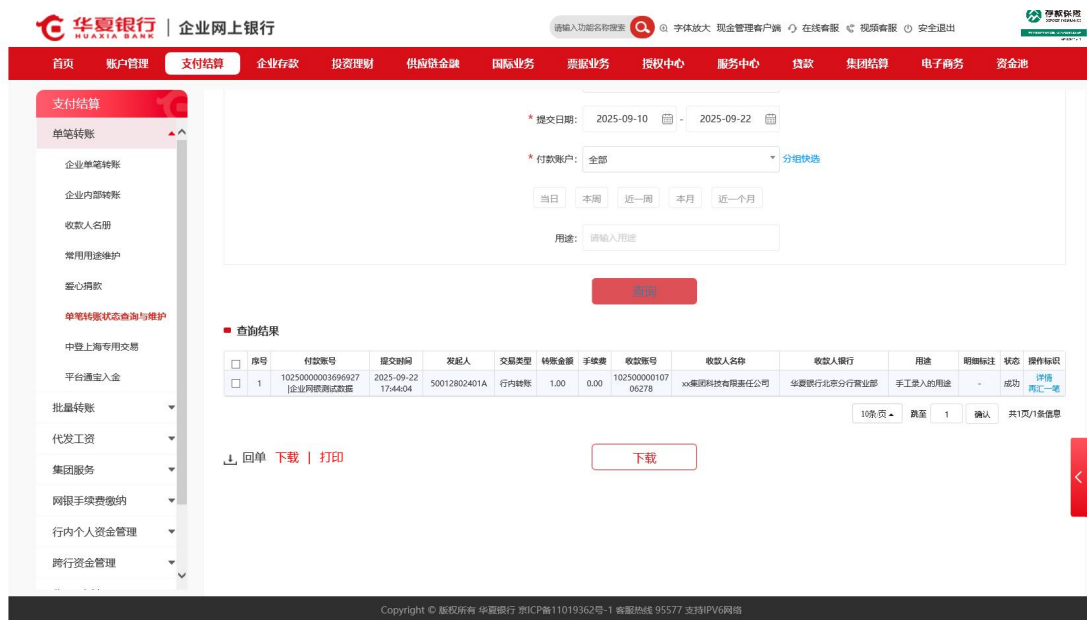 华夏银行 HUAXIA BANK | 企业网上银行 请输入功能名称搜索 字体放大 现金管理客户端 在线客服 视频客服 安全退出 存款保险
首页 账户管理 支付结算 企业存款 投资理财 供应链金融 国际业务 票据业务 授权中心 服务中心 贷款 集团结算 电子商务 资金池
支付结算
单笔转账
企业单笔转账
企业内部转账
收款人名册
常用用途维护
爱心捐款
单笔转账状态查询与维护
中登上海专用交易
平台通宝入金
批量转账
代发工资
集团服务
网银手续费缴纳
行内个人资金管理
跨行资金管理
* 提交日期: 2025-09-10 - 2025-09-22
* 付款账户: 全部 分组快选
当日 本周 近一周 本月 近一个月
用途: 请输入用途
查询
查询结果
序号 付款账号 提交时间 发起人 交易类型 转账金额 手续费 收款账号 收款人名称 收款人银行 用途 明细标注 状态 操作标识
1 10250000003696927|企业网银测试数据 2025-09-22 17:44:04 50012802401A 行内转账 1.00 0.00 10250000010706278 xx集团科技有限责任公司 华夏银行北京分行营业部 手工录入的用途 - 成功 详情 再汇一笔
10条/页 跳至 1 确认 共1页/1条信息
回单 下载 | 打印 下载
Copyright © 版权所有 华夏银行 京ICP备11019362号-1 客服热线 95577 支持IPV6网络